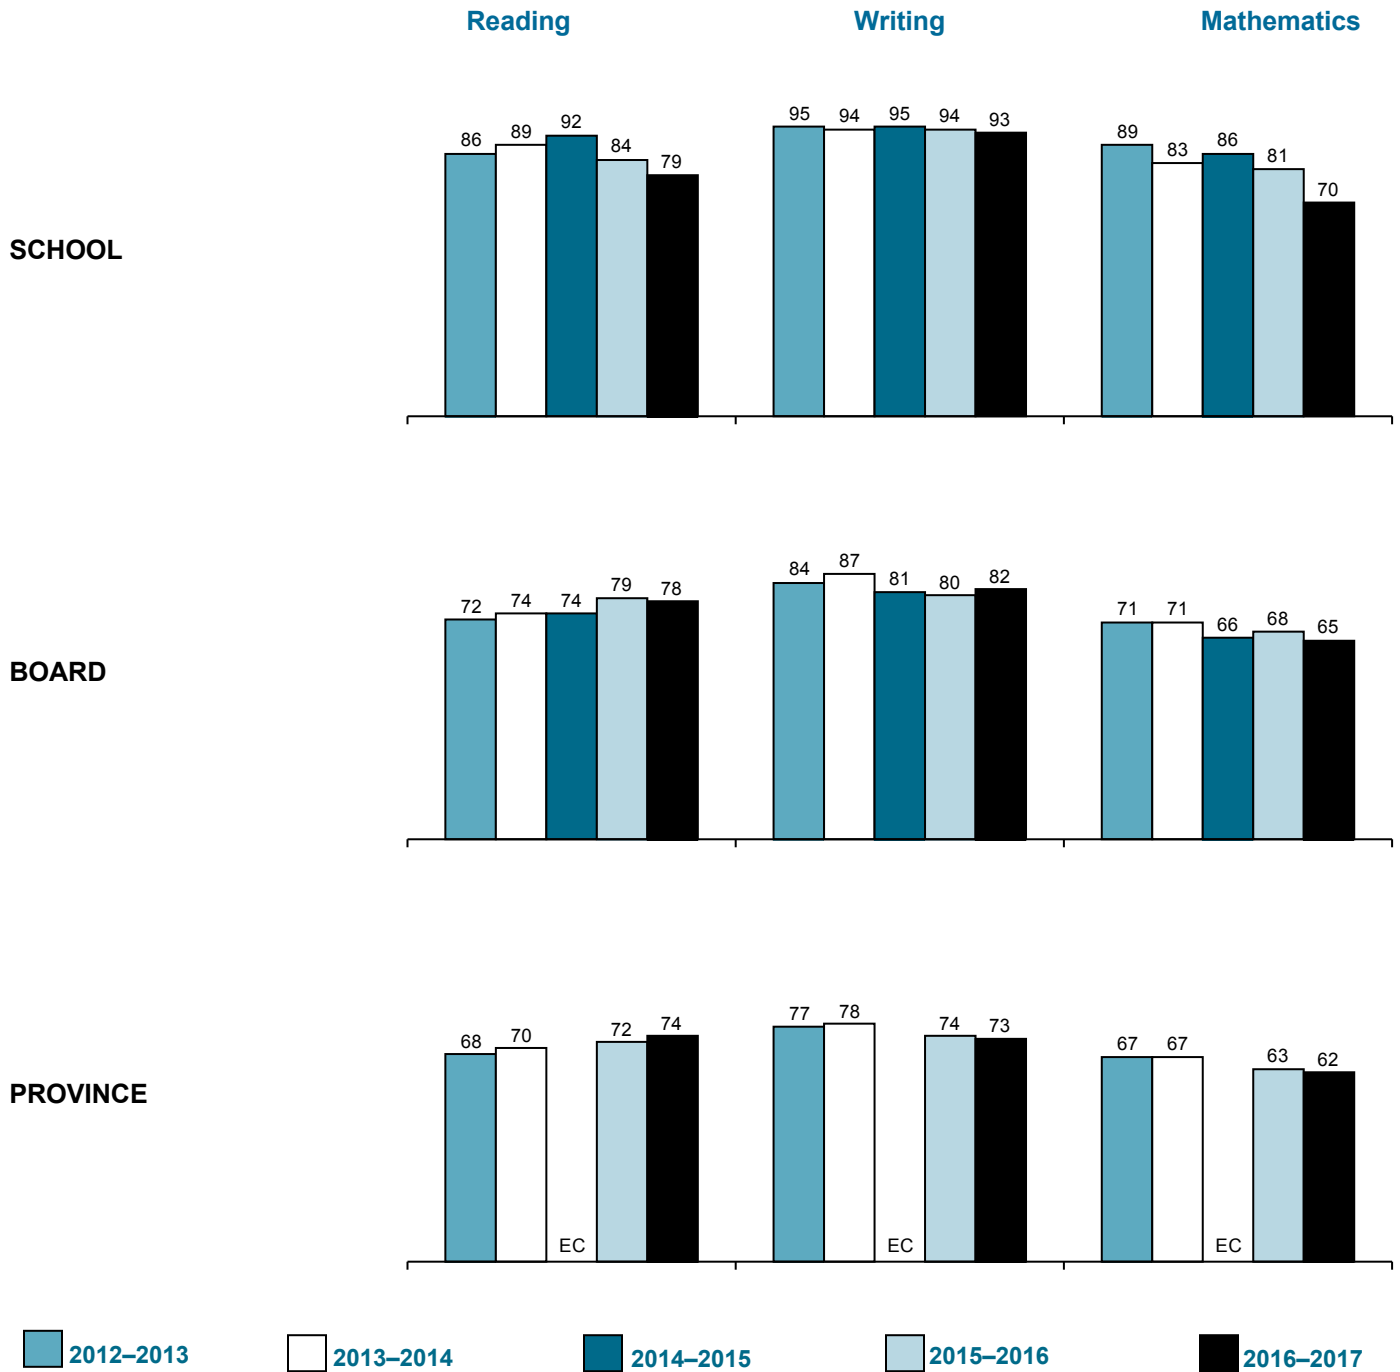 Reading Writing Mathematics
SCHOOL
86 89 92 84 79
95 94 95 94 93
89 83 86 81 70
BOARD
72 74 74 79 78
84 87 81 80 82
71 71 66 68 65
PROVINCE
68 70 EC 72 74
77 78 EC 74 73
67 67 EC 63 62
2012–2013 2013–2014 2014–2015 2015–2016 2016–2017